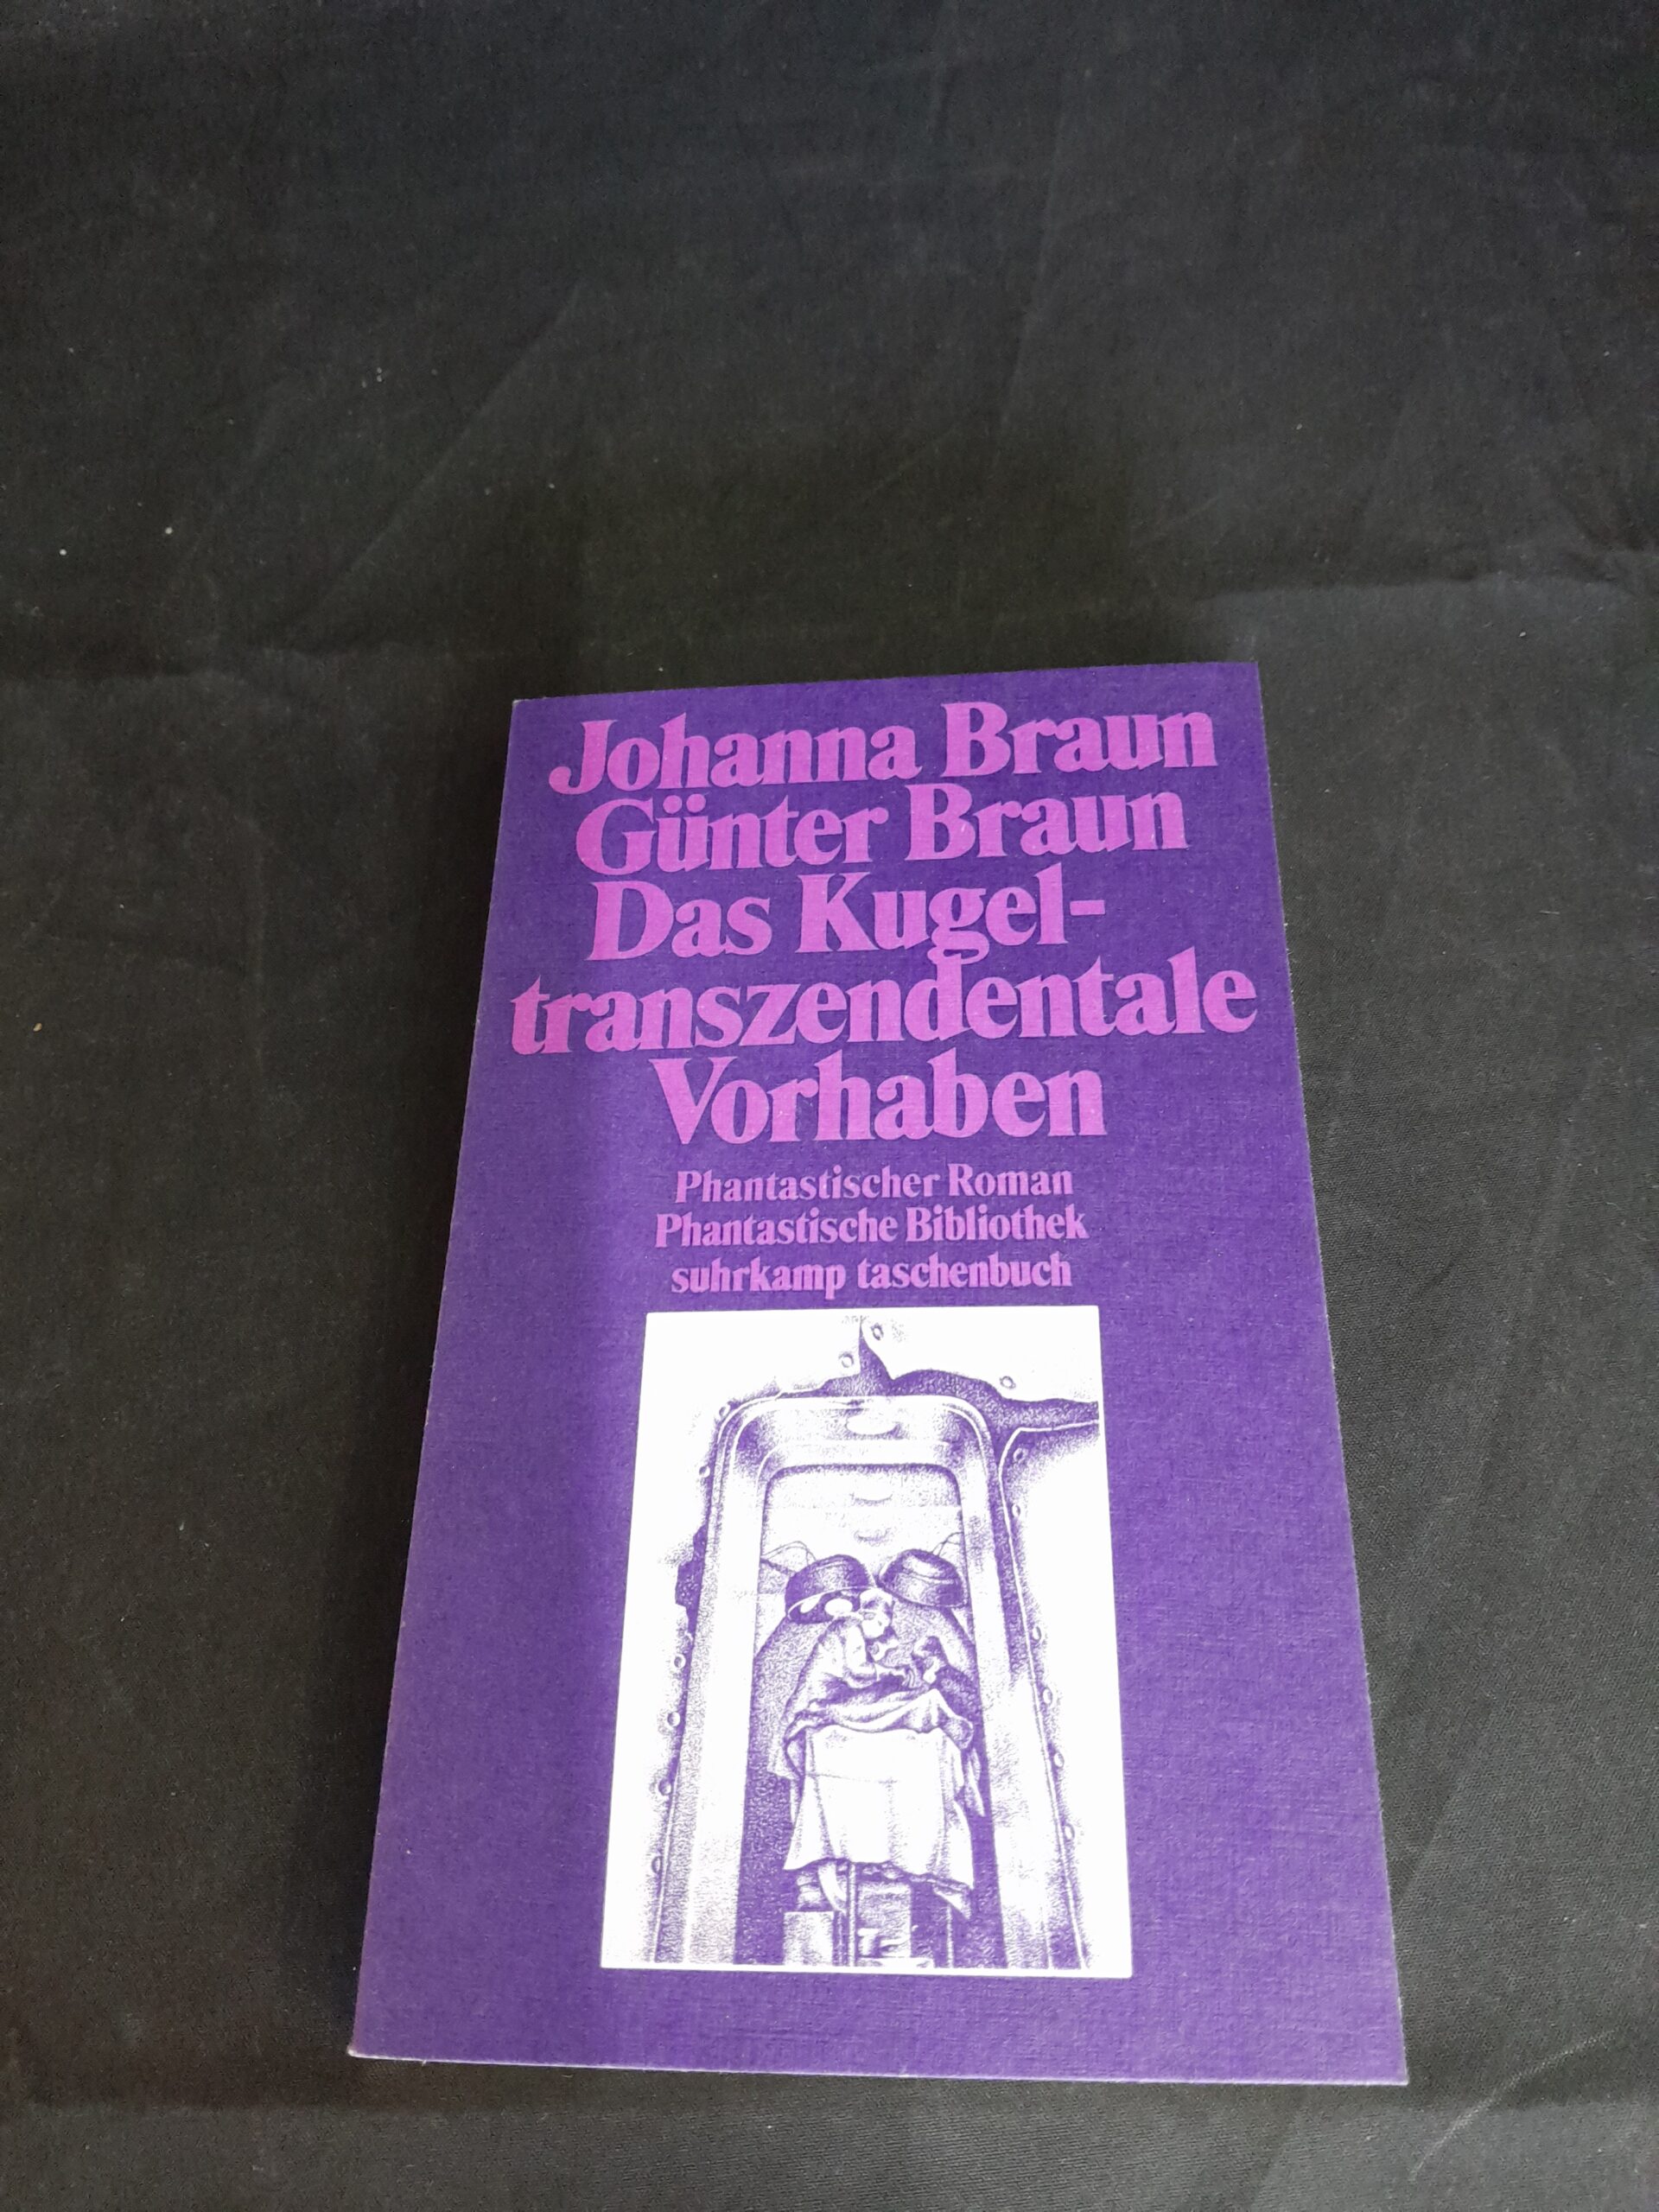 Johanna Braun
Günter Braun
Das Kugel-
transzendentale
Vorhaben
Phantastischer Roman
Phantastische Bibliothek
suhrkamp taschenbuch